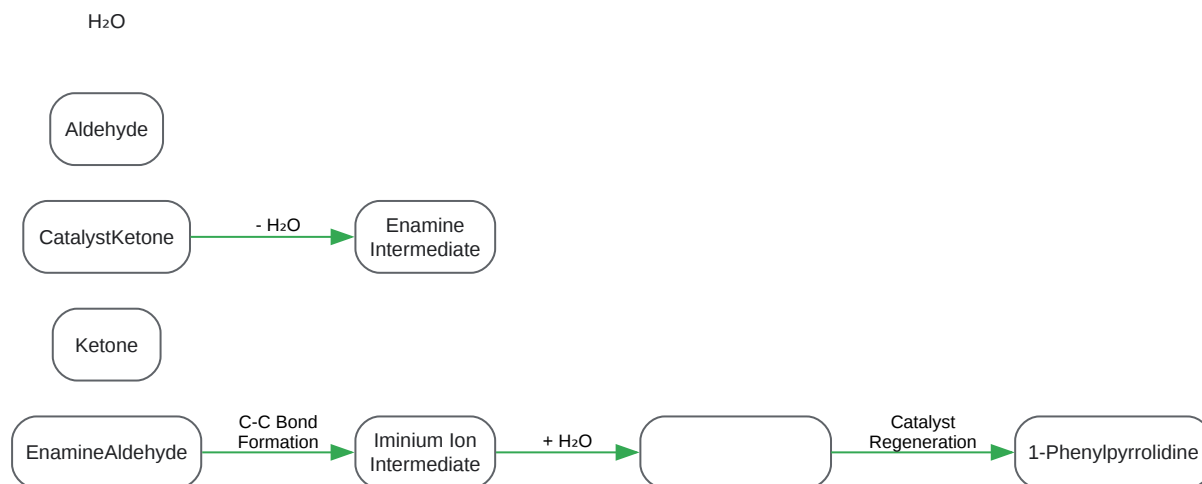 H₂O
Aldehyde
CatalystKetone
- H₂O
Enamine
Intermediate
Ketone
EnamineAldehyde
C-C Bond
Formation
Iminium Ion
Intermediate
+ H₂O
Catalyst
Regeneration
1-Phenylpyrrolidine